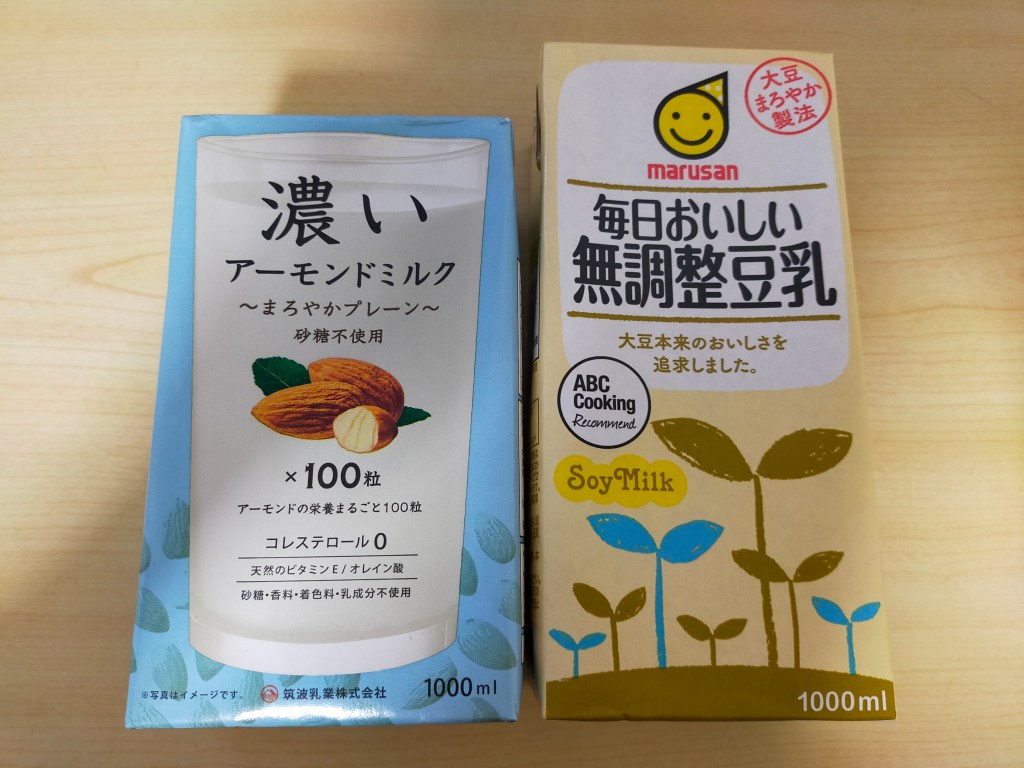 濃い
アーモンドミルク
～まろやかプレーン～
砂糖不使用
×100粒
アーモンドの栄養まるごと100粒
コレステロール0
天然のビタミンE/オレイン酸
砂糖・香料・着色料・乳成分不使用
※写真はイメージです。
筑波乳業株式会社
1000ml
大豆
まろやか
製法
marusan
毎日おいしい
無調整豆乳
大豆本来のおいしさを
追求しました。
ABC
Cooking
Recommend
SoyMilk
1000ml